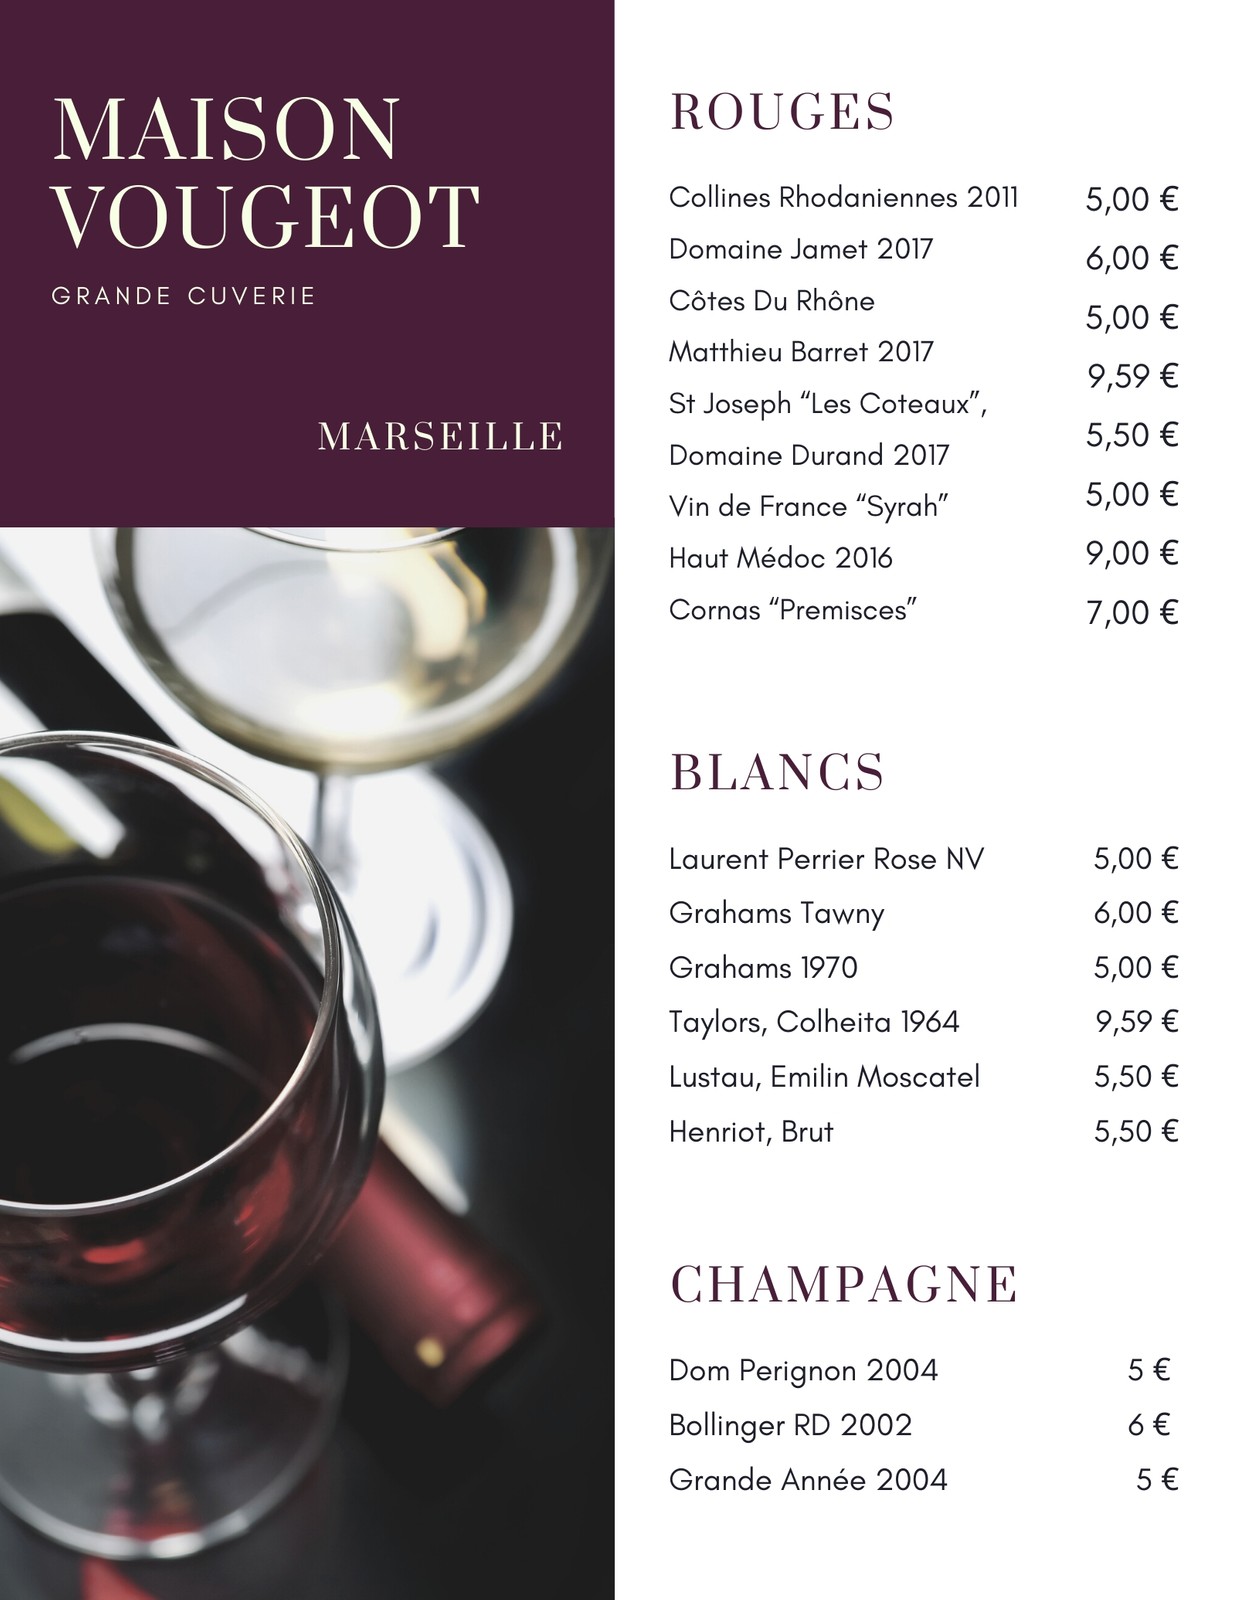 MAISON
VOUGEOT
GRANDE CUVERIE
MARSEILLE
ROUGES
Collines Rhodaniennes 2011
Domaine Jamet 2017
Côtes Du Rhône
Matthieu Barret 2017
St Joseph “Les Coteaux”,
Domaine Durand 2017
Vin de France “Syrah”
Haut Médoc 2016
Cornas “Premisces”
5,00 €
6,00 €
5,00 €
9,59 €
5,50 €
5,00 €
9,00 €
7,00 €
BLANCS
Laurent Perrier Rose NV 5,00 €
Grahams Tawny 6,00 €
Grahams 1970 5,00 €
Taylors, Colheita 1964 9,59 €
Lustau, Emilin Moscatel 5,50 €
Henriot, Brut 5,50 €
CHAMPAGNE
Dom Perignon 2004 5 €
Bollinger RD 2002 6 €
Grande Année 2004 5 €